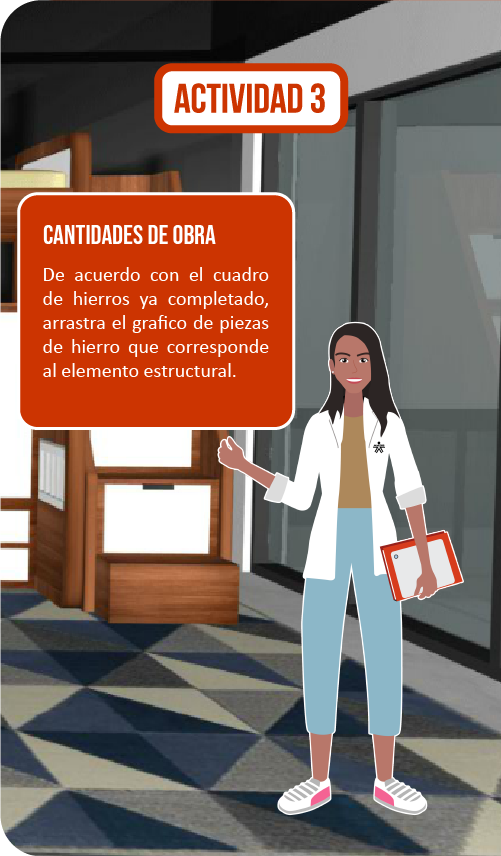 ACTIVIDAD 3
CANTIDADES DE OBRA
De acuerdo con el cuadro
de hierros ya completado,
arrastra el grafico de piezas
de hierro que corresponde
al elemento estructural.